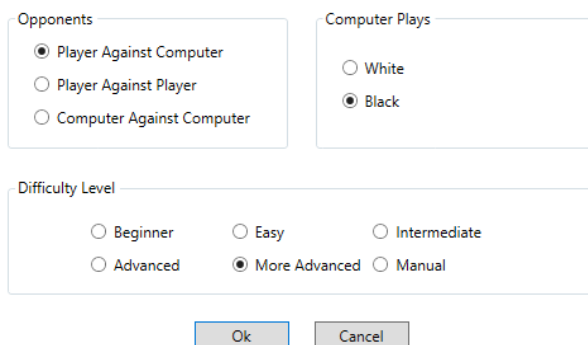 Opponents
Player Against Computer
Player Against Player
Computer Against Computer
Computer Plays
White
Black
Difficulty Level
Beginner Easy Intermediate
Advanced More Advanced Manual
Ok Cancel